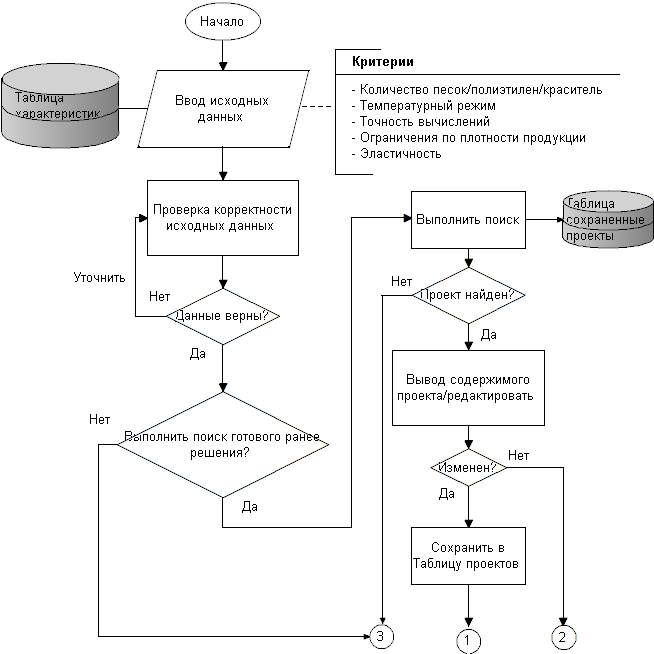 Начало
Таблица
характеристик
Ввод исходных
данных
Критерии
- Количество песок/полиэтилен/краситель
- Температурный режим
- Точность вычислений
- Ограничения по плотности продукции
- Эластичность
Проверка корректности
исходных данных
Уточнить
Нет
Данные верны?
Да
Нет
Выполнить поиск готового ранее
решения?
Да
Выполнить поиск
Таблица
сохраненные
проекты
Нет
Проект найден?
Да
Вывод содержимого
проекта/редактировать
Изменен?
Нет
Да
Сохранить в
Таблицу проектов
3
1
2